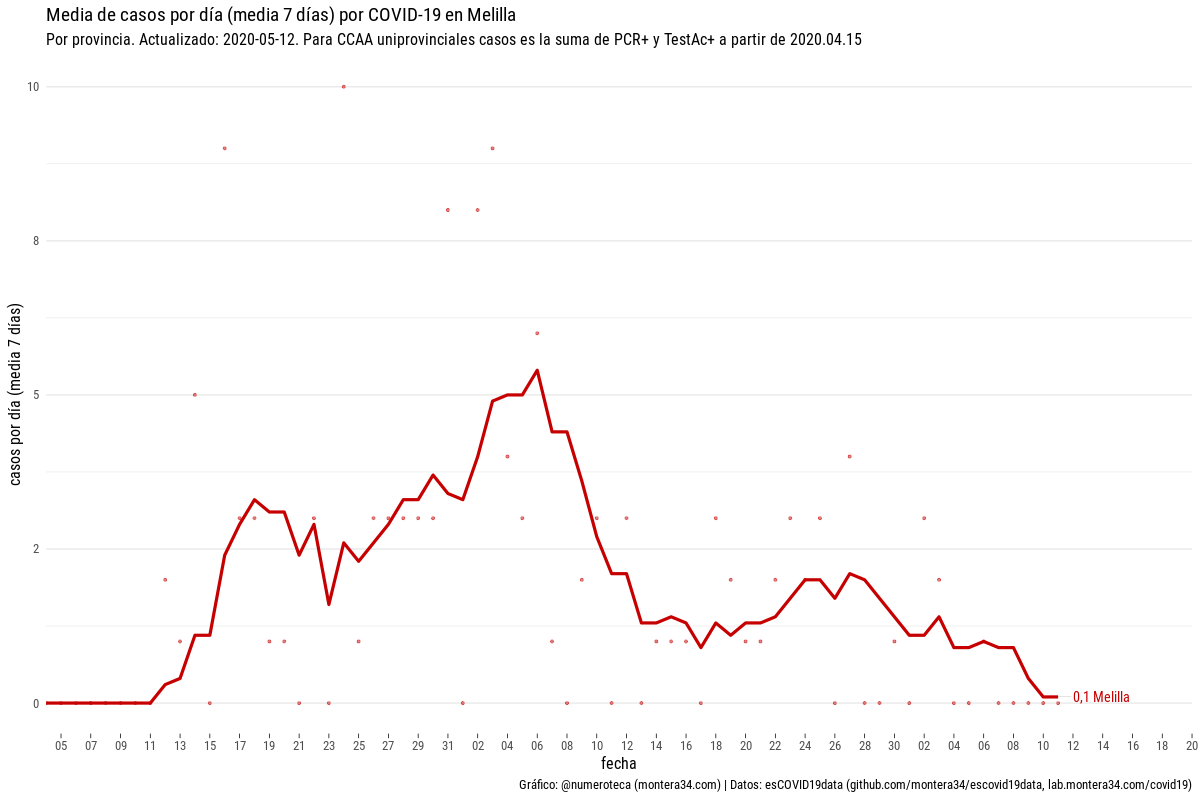 Media de casos por día (media 7 días) por COVID-19 en Melilla
Por provincia. Actualizado: 2020-05-12. Para CCAA uniprovinciales casos es la suma de PCR+ y TestAc+ a partir de 2020.04.15
casos por día (media 7 días)
10
8
5
2
0
0,1 Melilla
05 07 09 11 13 15 17 19 21 23 25 27 29 31 02 04 06 08 10 12 14 16 18 20 22 24 26 28 30 02 04 06 08 10 12 14 16 18 20
fecha
Gráfico: @numeroteca (montera34.com) | Datos: esCOVID19data (github.com/montera34/escovid19data, lab.montera34.com/covid19)